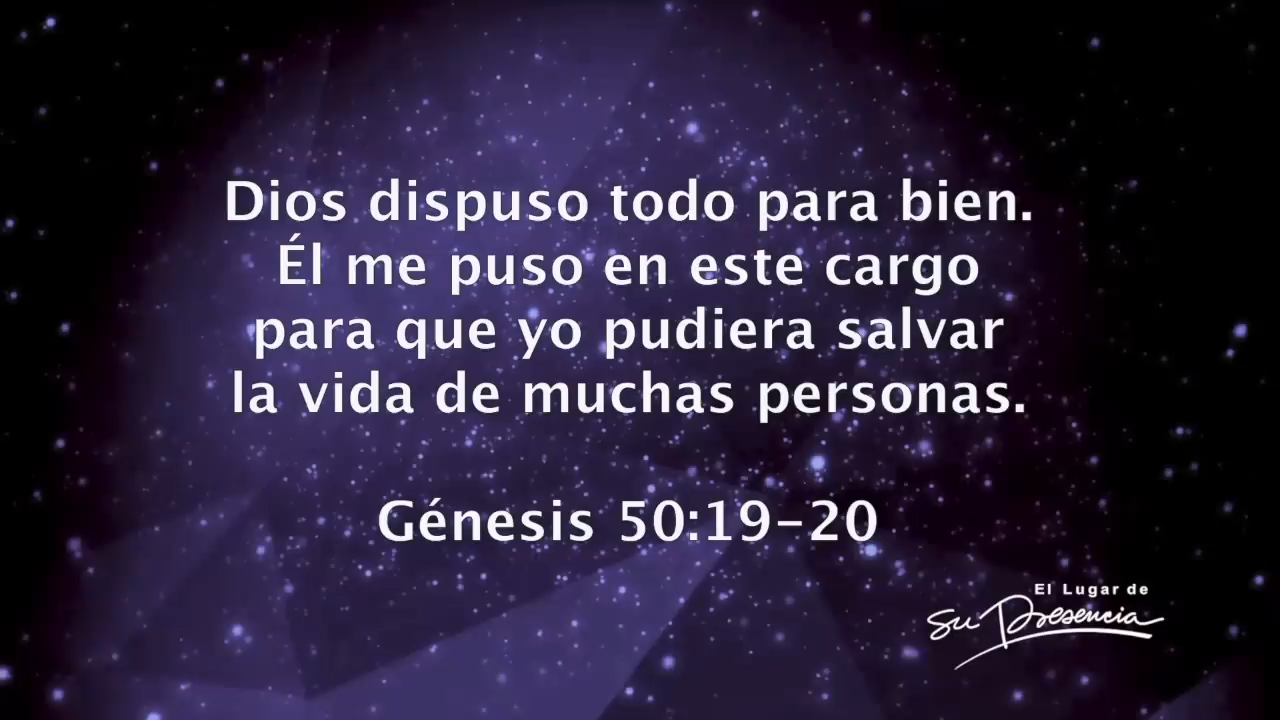 Dios dispuso todo para bien.
Él me puso en este cargo
para que yo pudiera salvar
la vida de muchas personas.
Génesis 50:19-20
El Lugar de
Su Presencia